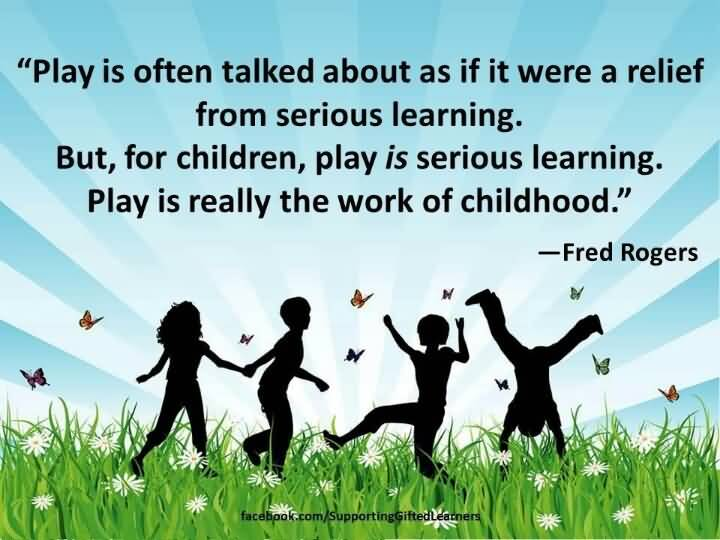 “Play is often talked about as if it were a relief
from serious learning.
But, for children, play is serious learning.
Play is really the work of childhood.”
—Fred Rogers
facebook.com/SupportingGiftedLearners